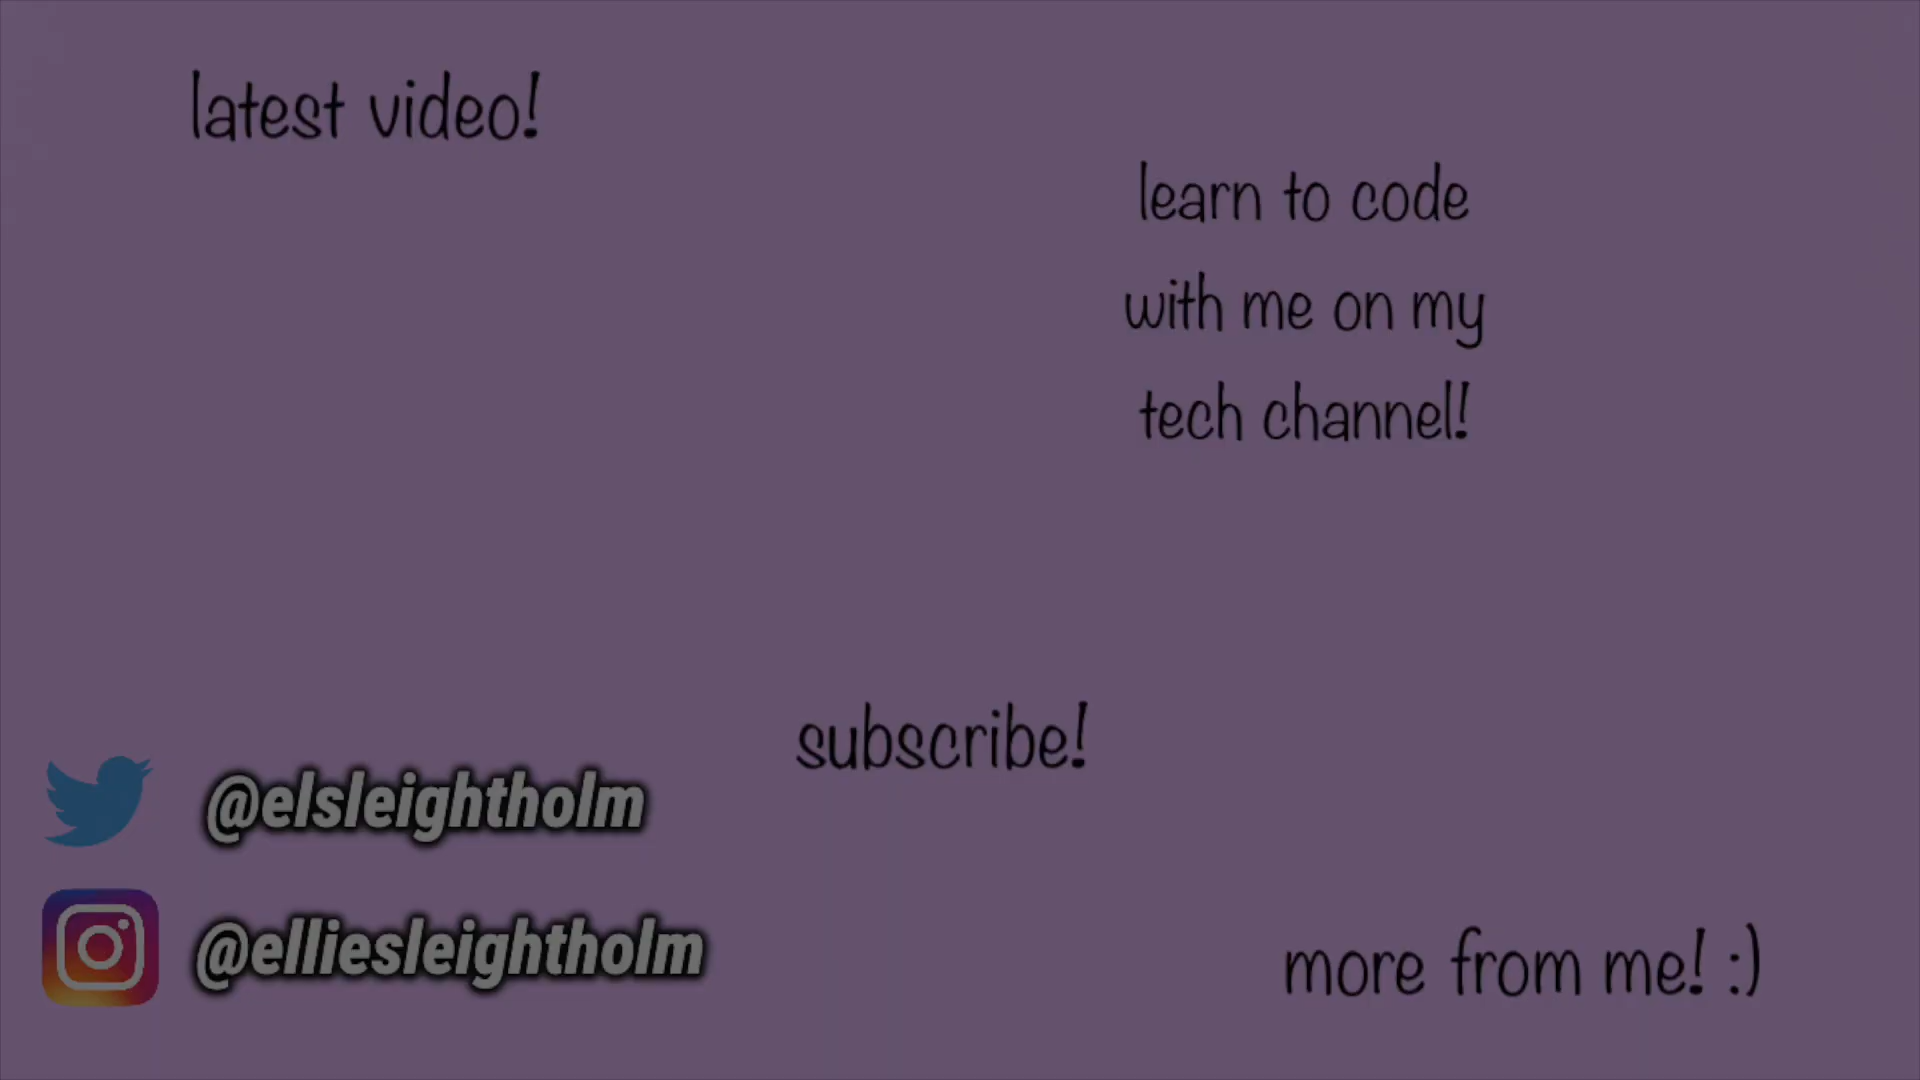 latest video!
learn to code
with me on my
tech channel!
subscribe!
@elsleightholm
@elliesleightholm
more from me! :)